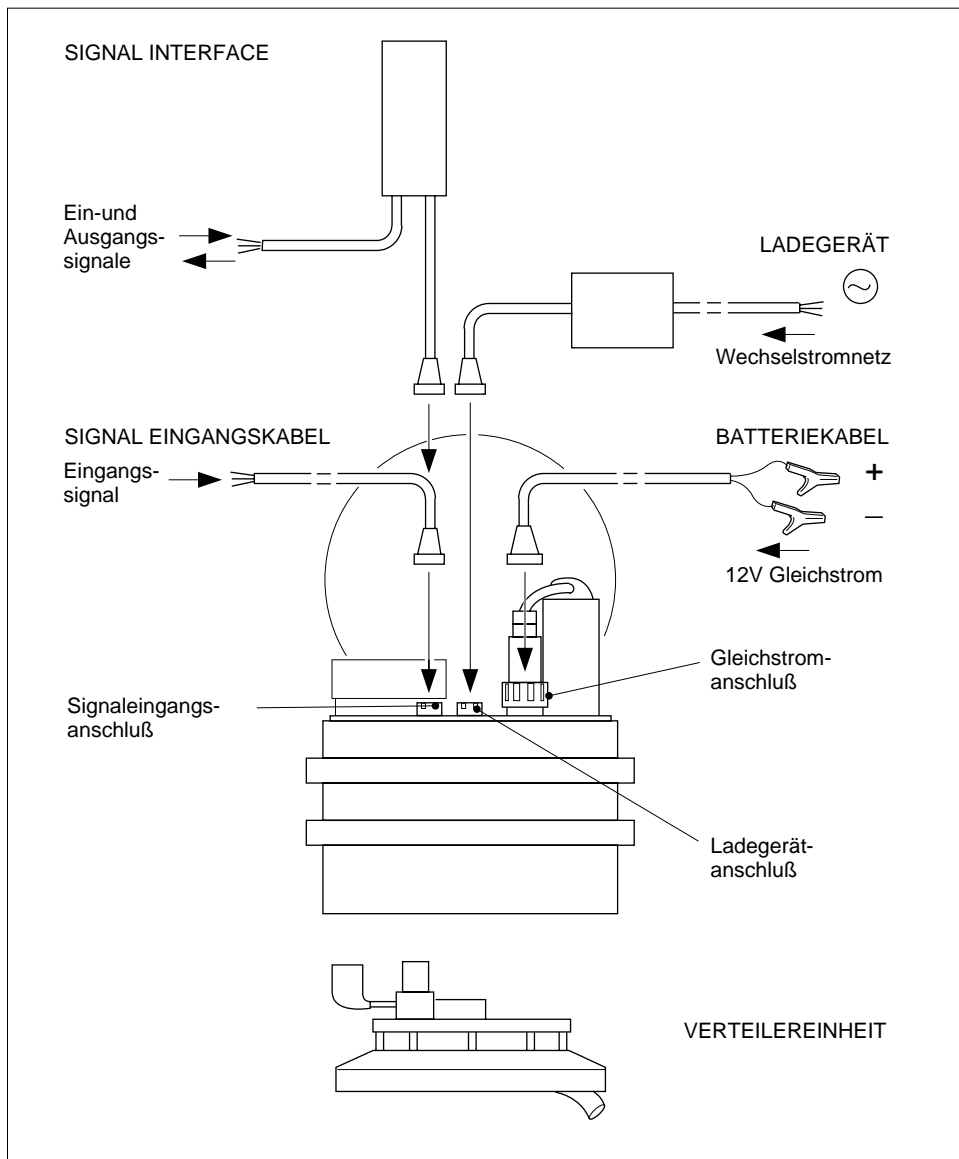 SIGNAL INTERFACE
Ein-und
Ausgangs-
signale
LADEGERÄT
Wechselstromnetz
SIGNAL EINGANGSKABEL
Eingangs-
signal
BATTERIEKABEL
+
–
12V Gleichstrom
Gleichstrom-
anschluß
Signaleingangs-
anschluß
Ladegerät-
anschluß
VERTEILEREINHEIT